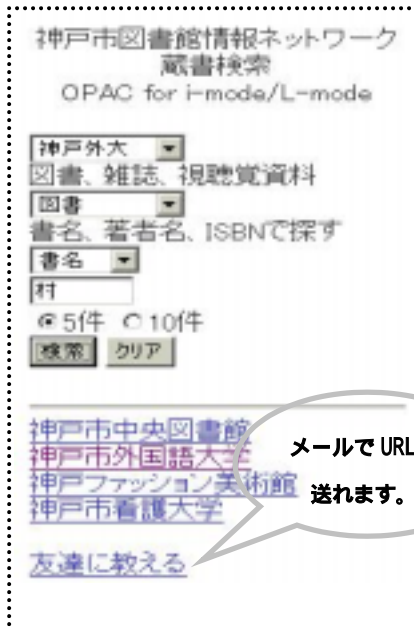 神戸市図書館情報ネットワーク
蔵書検索
OPAC for i-mode/L-mode
神戸外大
図書、雑誌、視聴覚資料
図書
書名、著者名、ISBNで探す
書名
村
5件 10件
検索 クリア
神戸市中央図書館
神戸市外国語大学
神戸ファッション美術館
神戸市看護大学
メールで URL
送れます。
友達に教える